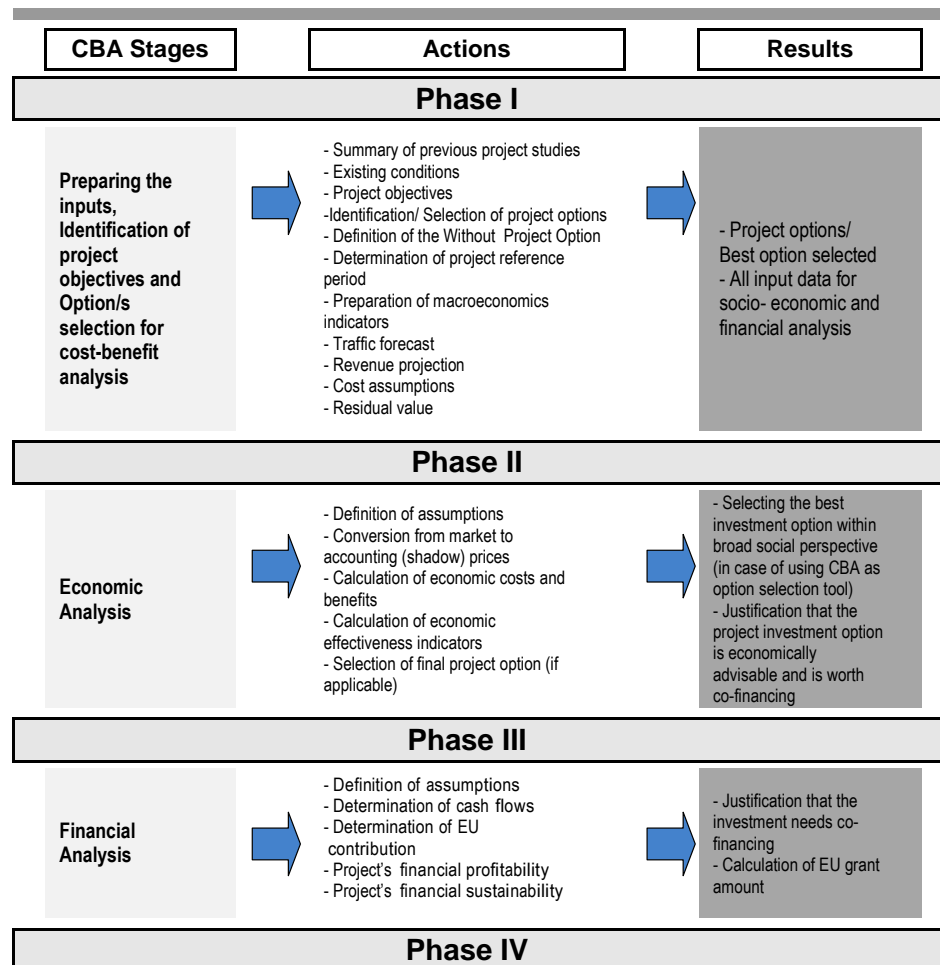 CBA Stages
Actions
Results
Phase I
Preparing the
inputs,
Identification of
project
objectives and
Option/s
selection for
cost-benefit
analysis
- Summary of previous project studies
- Existing conditions
- Project objectives
-Identification/ Selection of project options
- Definition of the Without Project Option
- Determination of project reference
period
- Preparation of macroeconomics
indicators
- Traffic forecast
- Revenue projection
- Cost assumptions
- Residual value
- Project options/
Best option selected
- All input data for
socio- economic and
financial analysis
Phase II
Economic
Analysis
- Definition of assumptions
- Conversion from market to
accounting (shadow) prices
- Calculation of economic costs and
benefits
- Calculation of economic
effectiveness indicators
- Selection of final project option (if
applicable)
- Selecting the best
investment option within
broad social perspective
(in case of using CBA as
option selection tool)
- Justification that the
project investment option
is economically
advisable and is worth
co-financing
Phase III
Financial
Analysis
- Definition of assumptions
- Determination of cash flows
- Determination of EU
contribution
- Project's financial profitability
- Project's financial sustainability
- Justification that the
investment needs co-
financing
- Calculation of EU grant
amount
Phase IV